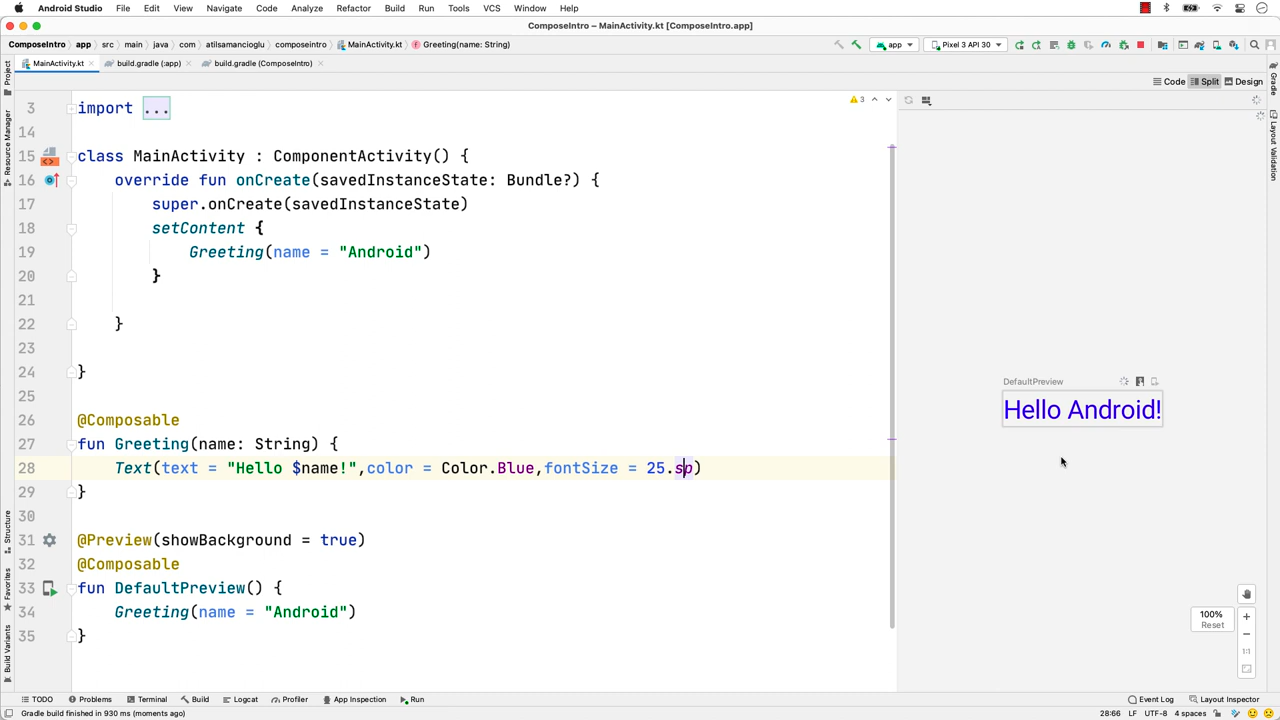 Android Studio File Edit View Navigate Code Analyze Refactor Build Run Tools VCS Window Help
ComposeIntro – MainActivity.kt [ComposeIntro.app]
ComposeIntro app src main java com atilsamancioglu composeintro MainActivity.kt Greeting(name: String) app Pixel 3 API 30
MainActivity.kt build.gradle (:app) build.gradle (ComposeIntro)
Code Split Design
Project
Resource Manager
Structure
Favorites
Build Variants
Gradle
Layout Validation
3 import ... 3
14
15 class MainActivity : ComponentActivity() {
16 override fun onCreate(savedInstanceState: Bundle?) {
17 super.onCreate(savedInstanceState)
18 setContent {
19 Greeting(name = "Android")
20 }
21
22 }
23
24 }
25
26 @Composable
27 fun Greeting(name: String) {
28 Text(text = "Hello $name!",color = Color.Blue,fontSize = 25.sp)
29 }
30
31 @Preview(showBackground = true)
32 @Composable
33 fun DefaultPreview() {
34 Greeting(name = "Android")
35 }
DefaultPreview
Hello Android!
100%
Reset
+
−
1:1
TODO Problems Terminal Build Logcat Profiler App Inspection Run Event Log Layout Inspector
Gradle build finished in 930 ms (moments ago) 28:66 LF UTF-8 4 spaces